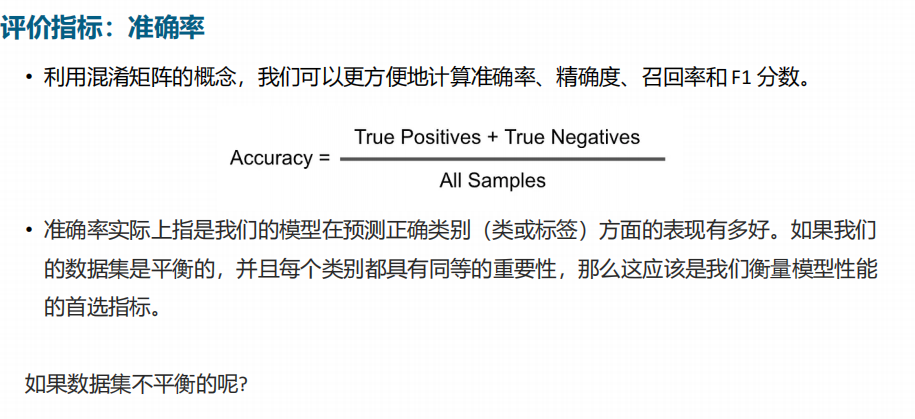 评价指标：准确率
• 利用混淆矩阵的概念，我们可以更方便地计算准确率、精确度、召回率和 F1 分数。
True Positives + True Negatives
Accuracy =
All Samples
• 准确率实际上指是我们的模型在预测正确类别（类或标签）方面的表现有多好。如果我们
的数据集是平衡的，并且每个类别都具有同等的重要性，那么这应该是我们衡量模型性能
的首选指标。
如果数据集不平衡的呢?